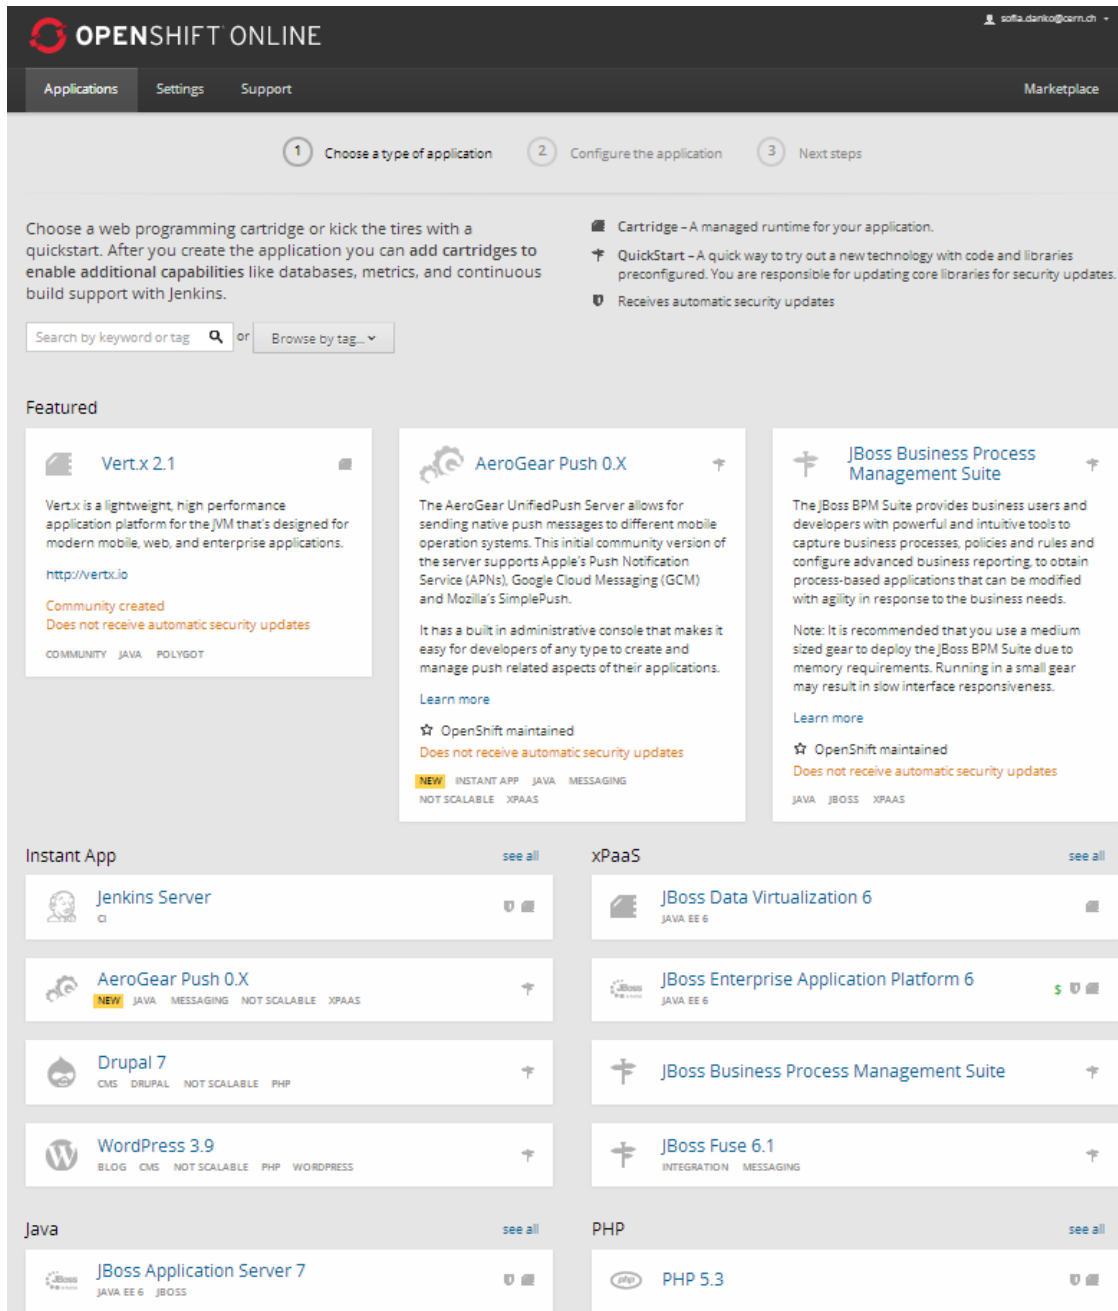 OPENSHIFT ONLINE
sofia.danko@cern.ch
Applications
Settings
Support
Marketplace
1 Choose a type of application
2 Configure the application
3 Next steps
Choose a web programming cartridge or kick the tires with a
quickstart. After you create the application you can add cartridges to
enable additional capabilities like databases, metrics, and continuous
build support with Jenkins.
Cartridge – A managed runtime for your application.
QuickStart – A quick way to try out a new technology with code and libraries
preconfigured. You are responsible for updating core libraries for security updates.
Receives automatic security updates
Search by keyword or tag
or
Browse by tag...
Featured
Vert.x 2.1
Vert.x is a lightweight, high performance
application platform for the JVM that's designed for
modern mobile, web, and enterprise applications.
http://vertx.io
Community created
Does not receive automatic security updates
COMMUNITY JAVA POLYGOT
AeroGear Push 0.X
The AeroGear UnifiedPush Server allows for
sending native push messages to different mobile
operation systems. This initial community version of
the server supports Apple's Push Notification
Service (APNs), Google Cloud Messaging (GCM)
and Mozilla's SimplePush.
It has a built in administrative console that makes it
easy for developers of any type to create and
manage push related aspects of their applications.
Learn more
OpenShift maintained
Does not receive automatic security updates
NEW INSTANT APP JAVA MESSAGING
NOT SCALABLE XPAAS
JBoss Business Process
Management Suite
The JBoss BPM Suite provides business users and
developers with powerful and intuitive tools to
capture business processes, policies and rules and
configure advanced business reporting, to obtain
process-based applications that can be modified
with agility in response to the business needs.
Note: It is recommended that you use a medium
sized gear to deploy the JBoss BPM Suite due to
memory requirements. Running in a small gear
may result in slow interface responsiveness.
Learn more
OpenShift maintained
Does not receive automatic security updates
JAVA JBOSS XPAAS
Instant App
see all
Jenkins Server
CI
AeroGear Push 0.X
NEW JAVA MESSAGING NOT SCALABLE XPAAS
Drupal 7
CMS DRUPAL NOT SCALABLE PHP
WordPress 3.9
BLOG CMS NOT SCALABLE PHP WORDPRESS
xPaaS
see all
JBoss Data Virtualization 6
JAVA EE 6
JBoss
JBoss Enterprise Application Platform 6
JAVA EE 6
$
JBoss Business Process Management Suite
JBoss Fuse 6.1
INTEGRATION MESSAGING
Java
see all
JBoss
JBoss Application Server 7
JAVA EE 6 JBOSS
PHP
see all
php
PHP 5.3